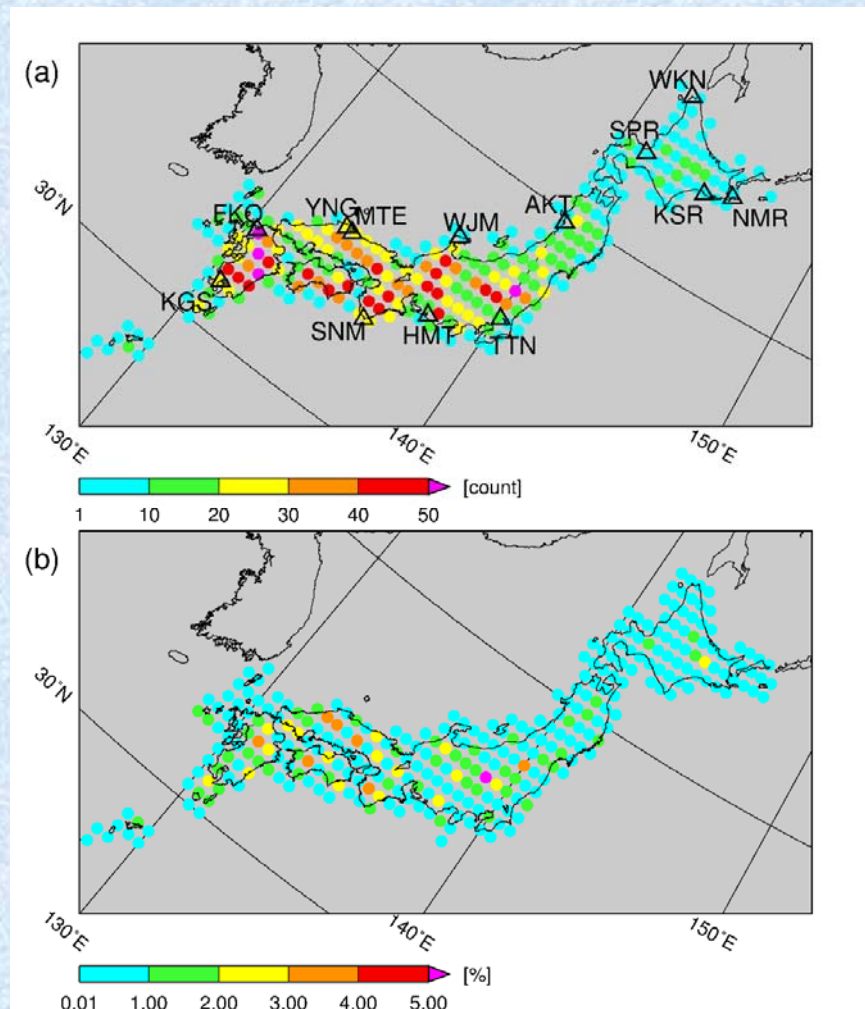 (a)
WKN
SPR
30˚N
FKO
YNG
MTE
WJM
AKT
KSR
NMR
KGS
SNM
HMT
TTN
130˚E
140˚E
150˚E
[count]
1 10 20 30 40 50
(b)
30˚N
130˚E
140˚E
150˚E
[%]
0.01 1.00 2.00 3.00 4.00 5.00